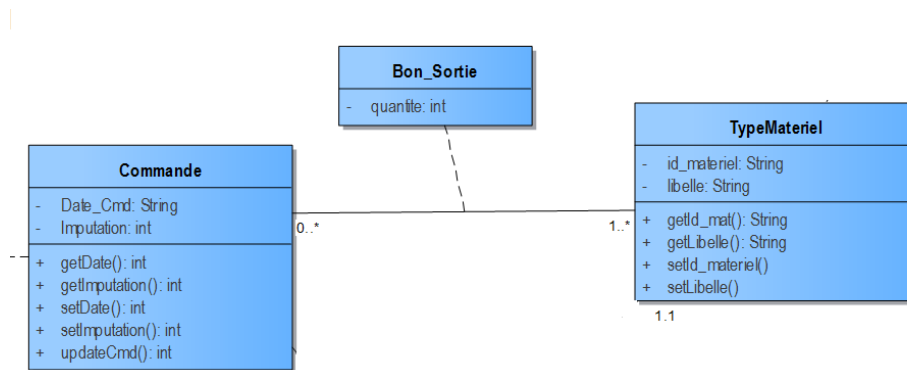 Bon_Sortie
- quantite: int
TypeMateriel
- id_materiel: String
- libelle: String
+ getId_mat(): String
+ getLibelle(): String
+ setId_materiel()
+ setLibelle()
Commande
- Date_Cmd: String
- Imputation: int
+ getDate(): int
+ getImputation(): int
+ setDate(): int
+ setImputation(): int
+ updateCmd(): int
0..*
1..*
1.1